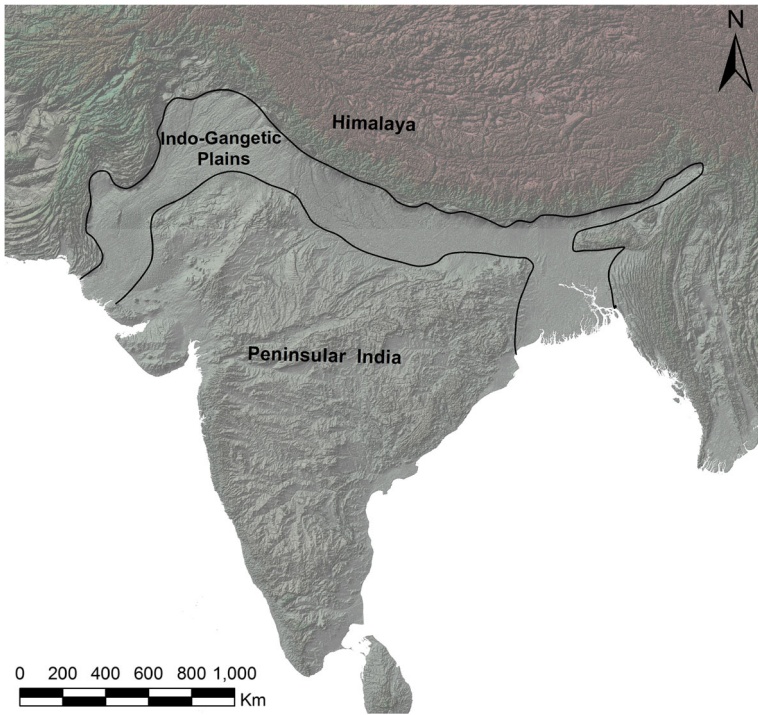 N
Himalaya
Indo-Gangetic
Plains
Peninsular India
0 200 400 600 800 1,000
Km